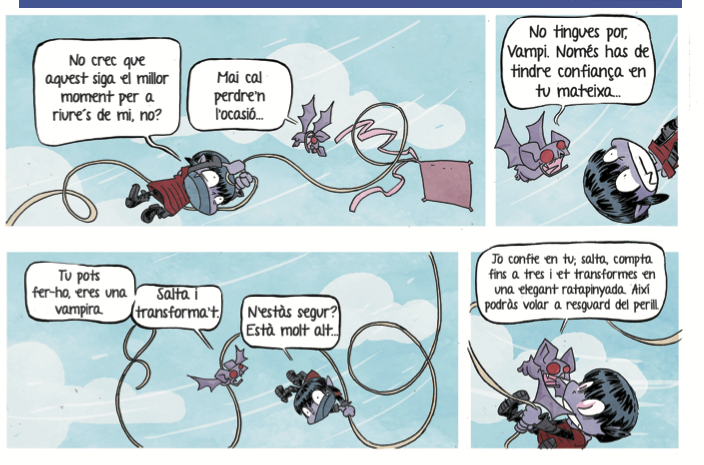 No crec que
aquest siga el millor
moment per a
riure's de mi, no?
Mai cal
perdre'n
l'ocasió...
No tingues por,
Vampi. Només has de
tindre confiança en
tu mateixa...
Tu pots
fer-ho, eres una
vampira.
Salta i
transforma't.
N'estàs segur?
Està molt alt...
Jo confie en tu; salta, compta
fins a tres i et transformes en
una elegant ratapinyada. Així
podràs volar a resguard del perill.